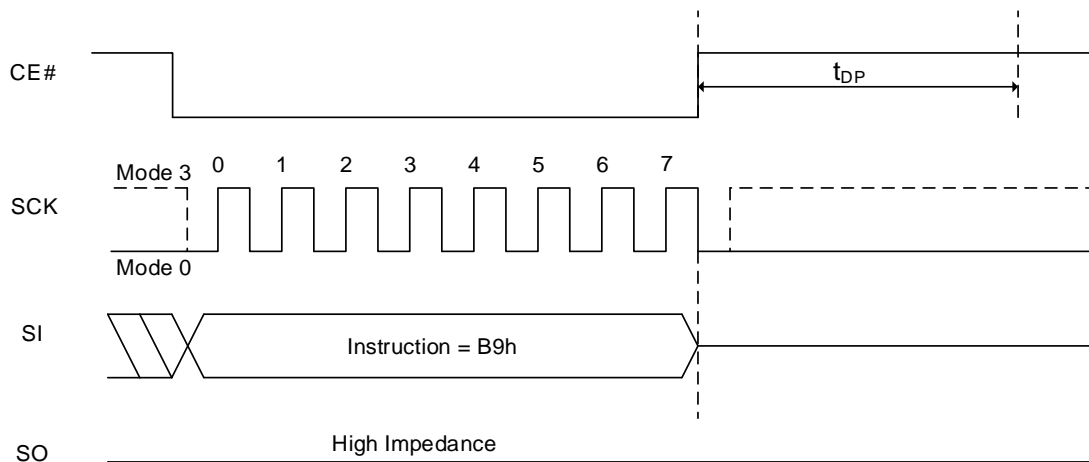 CE#
tDP
Mode 3
0 1 2 3 4 5 6 7
SCK
Mode 0
SI
Instruction = B9h
High Impedance
SO